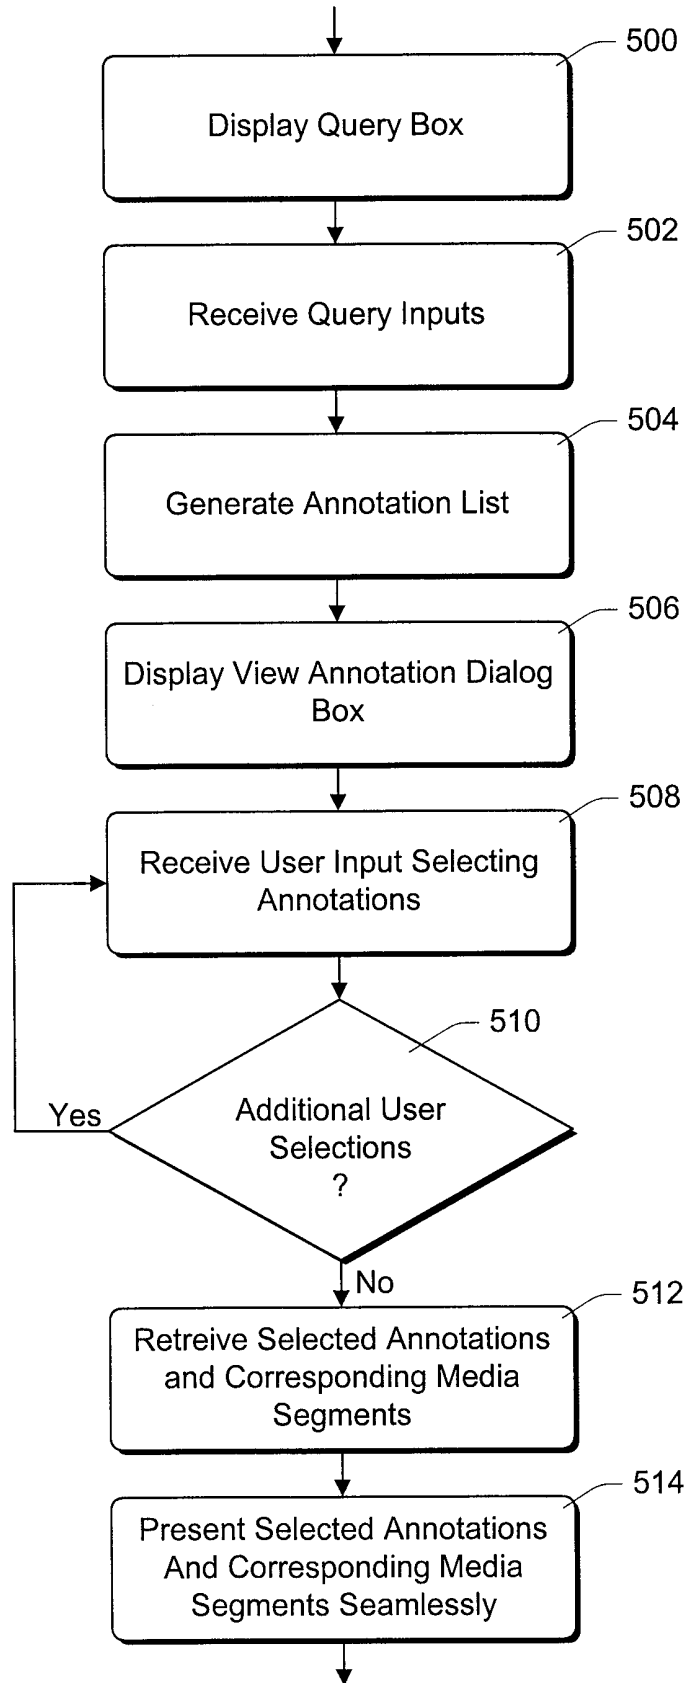 500
Display Query Box
502
Receive Query Inputs
504
Generate Annotation List
506
Display View Annotation Dialog
Box
508
Receive User Input Selecting
Annotations
510
Yes
Additional User
Selections
?
No
512
Retreive Selected Annotations
and Corresponding Media
Segments
514
Present Selected Annotations
And Corresponding Media
Segments Seamlessly